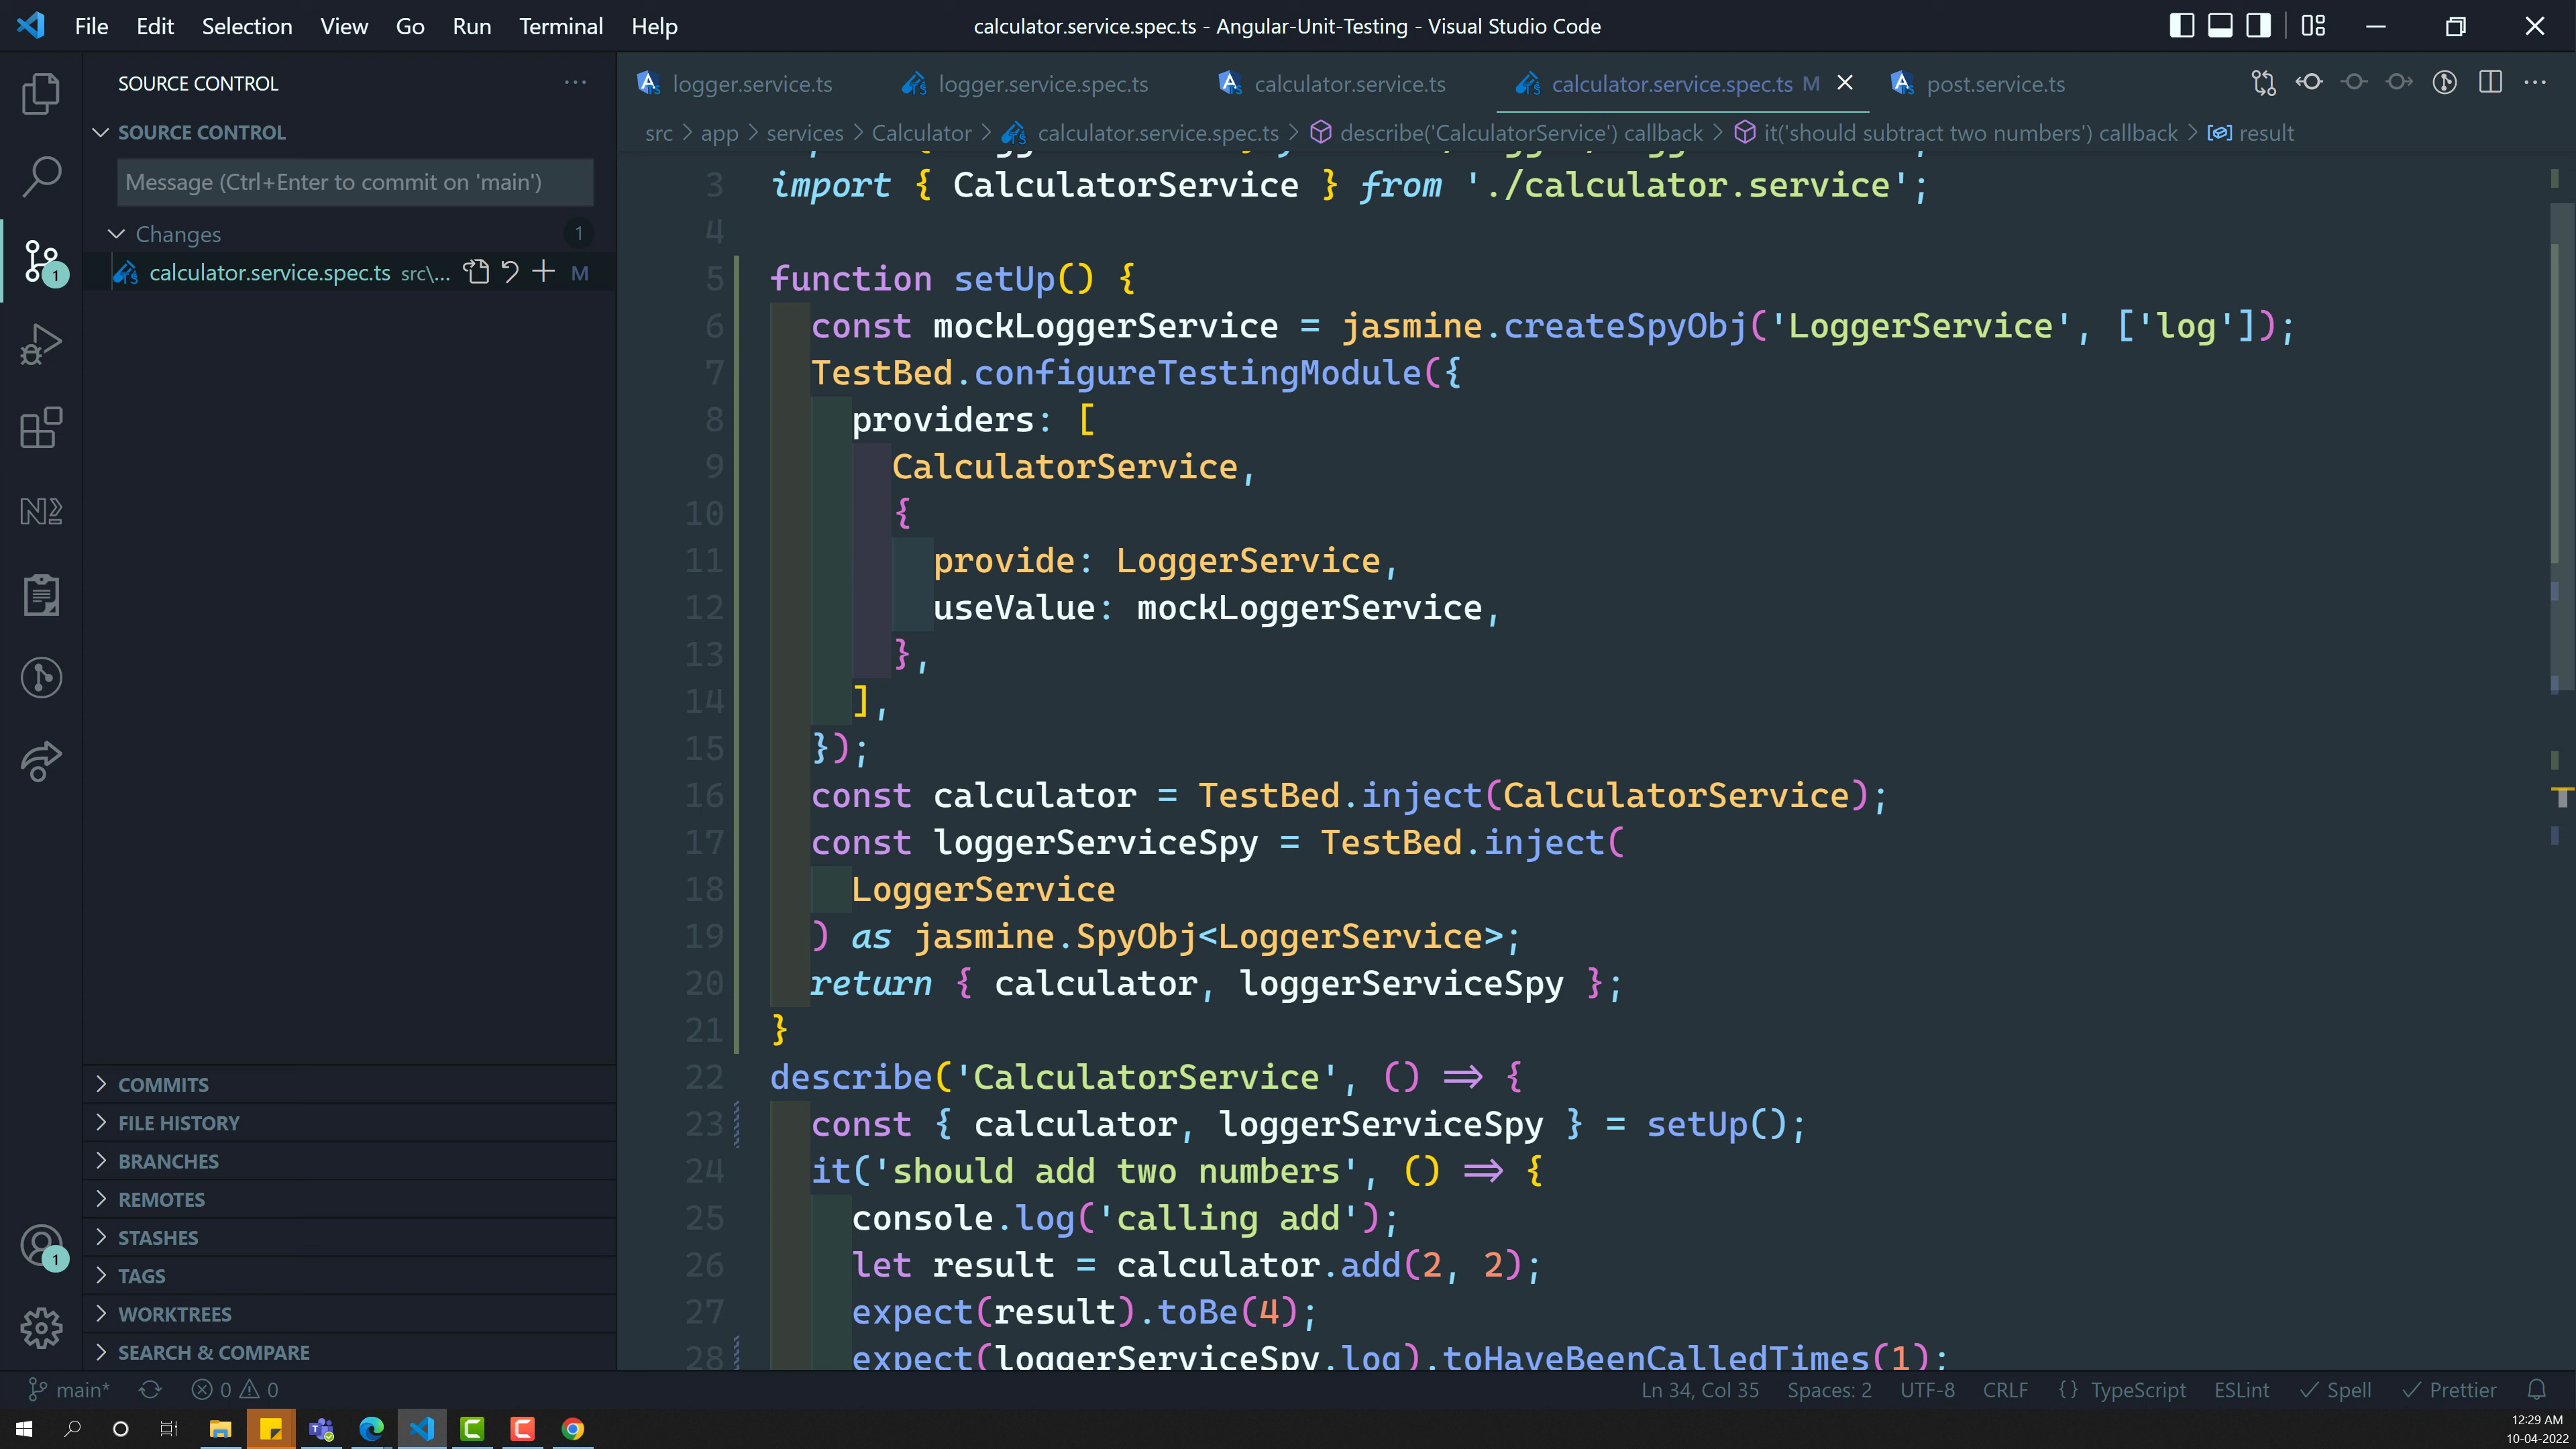 File Edit Selection View Go Run Terminal Help
calculator.service.spec.ts - Angular-Unit-Testing - Visual Studio Code
SOURCE CONTROL
SOURCE CONTROL
Message (Ctrl+Enter to commit on 'main')
Changes 1
calculator.service.spec.ts src\... M
1
COMMITS
FILE HISTORY
BRANCHES
REMOTES
STASHES
TAGS
WORKTREES
SEARCH & COMPARE
1
logger.service.ts logger.service.spec.ts calculator.service.ts calculator.service.spec.ts M post.service.ts
src > app > services > Calculator > calculator.service.spec.ts > describe('CalculatorService') callback > it('should subtract two numbers') callback > result
3 import { CalculatorService } from './calculator.service';
4
5 function setUp() {
6 const mockLoggerService = jasmine.createSpyObj('LoggerService', ['log']);
7 TestBed.configureTestingModule({
8 providers: [
9 CalculatorService,
10 {
11 provide: LoggerService,
12 useValue: mockLoggerService,
13 },
14 ],
15 });
16 const calculator = TestBed.inject(CalculatorService);
17 const loggerServiceSpy = TestBed.inject(
18 LoggerService
19 ) as jasmine.SpyObj<LoggerService>;
20 return { calculator, loggerServiceSpy };
21 }
22 describe('CalculatorService', () => {
23 const { calculator, loggerServiceSpy } = setUp();
24 it('should add two numbers', () => {
25 console.log('calling add');
26 let result = calculator.add(2, 2);
27 expect(result).toBe(4);
28 expect(loggerServiceSpy.log).toHaveBeenCalledTimes(1);
main* 0 0 Ln 34, Col 35 Spaces: 2 UTF-8 CRLF {} TypeScript ESLint Spell Prettier
12:29 AM
10-04-2022